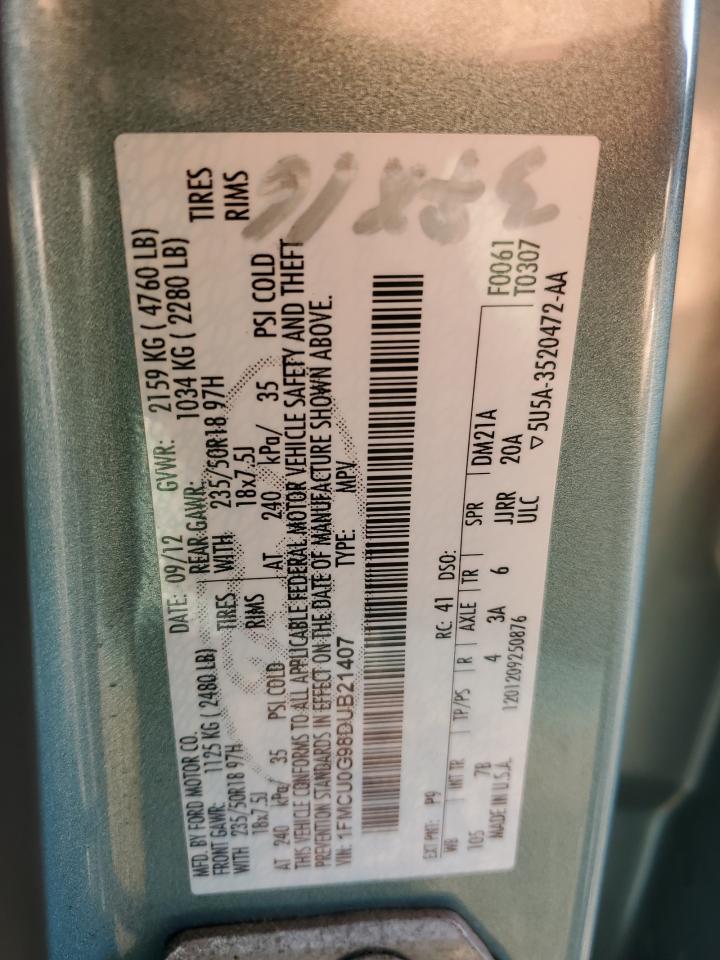 MFD. BY FORD MOTOR CO.
DATE: 09/12 GVWR: 2159 KG ( 4760 LB)
FRONT GAWR: 1125 KG ( 2480 LB) REAR GAWR: 1034 KG ( 2280 LB)
WITH 235/50R18 97H TIRES WITH 235/50R18 97H TIRES
18x7.5J RIMS 18x7.5J RIMS
AT 240 kPa/ 35 PSI COLD AT 240 kPa/ 35 PSI COLD
THIS VEHICLE CONFORMS TO ALL APPLICABLE FEDERAL MOTOR VEHICLE SAFETY AND THEFT
PREVENTION STANDARDS IN EFFECT ON THE DATE OF MANUFACTURE SHOWN ABOVE.
VIN: 1FMCU0G98DUB21407 TYPE: MPV
EXT PNT: P9 RC: 41 DSO: F0061
WB INT TR TP/PS R AXLE TR SPR DM21A T0307
105 7B 4 3A 6 JJRR 20A
MADE IN U.S.A. 1201209250876 ULC ▽5U5A-3520472-AA